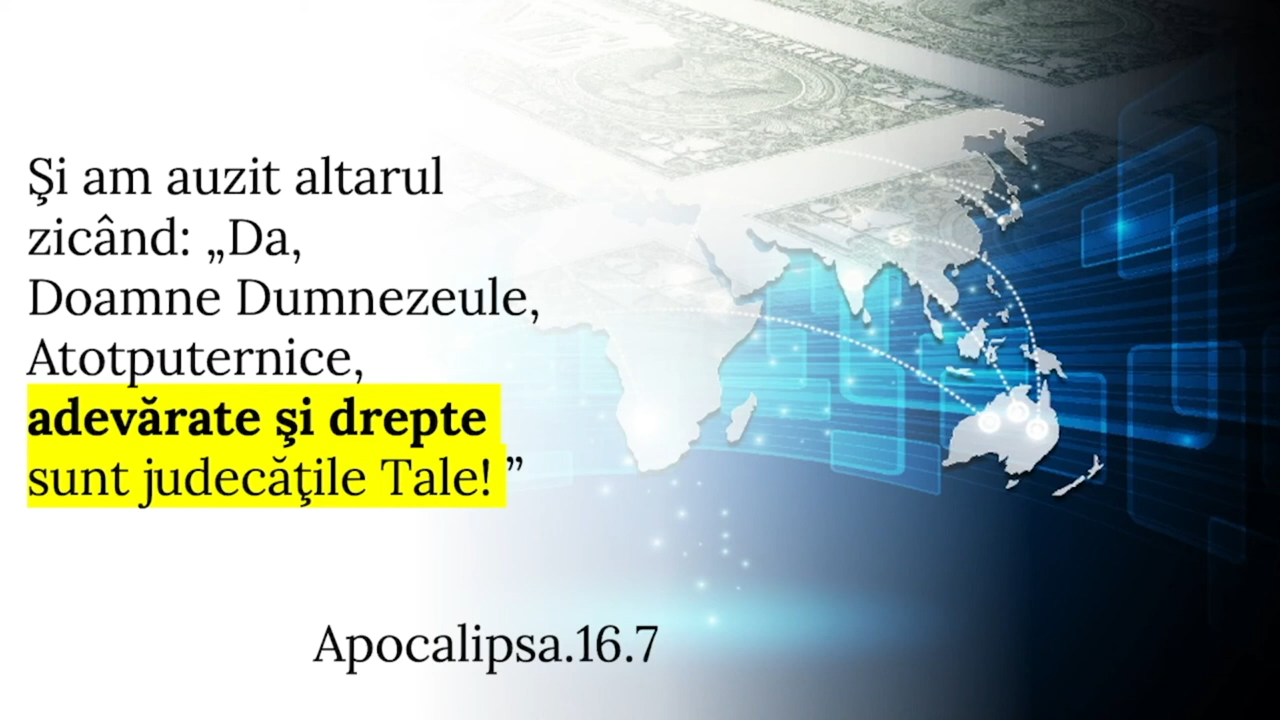 Şi am auzit altarul
zicând: „Da,
Doamne Dumnezeule,
Atotputernice,
adevărate şi drepte
sunt judecăţile Tale! ”
Apocalipsa.16.7